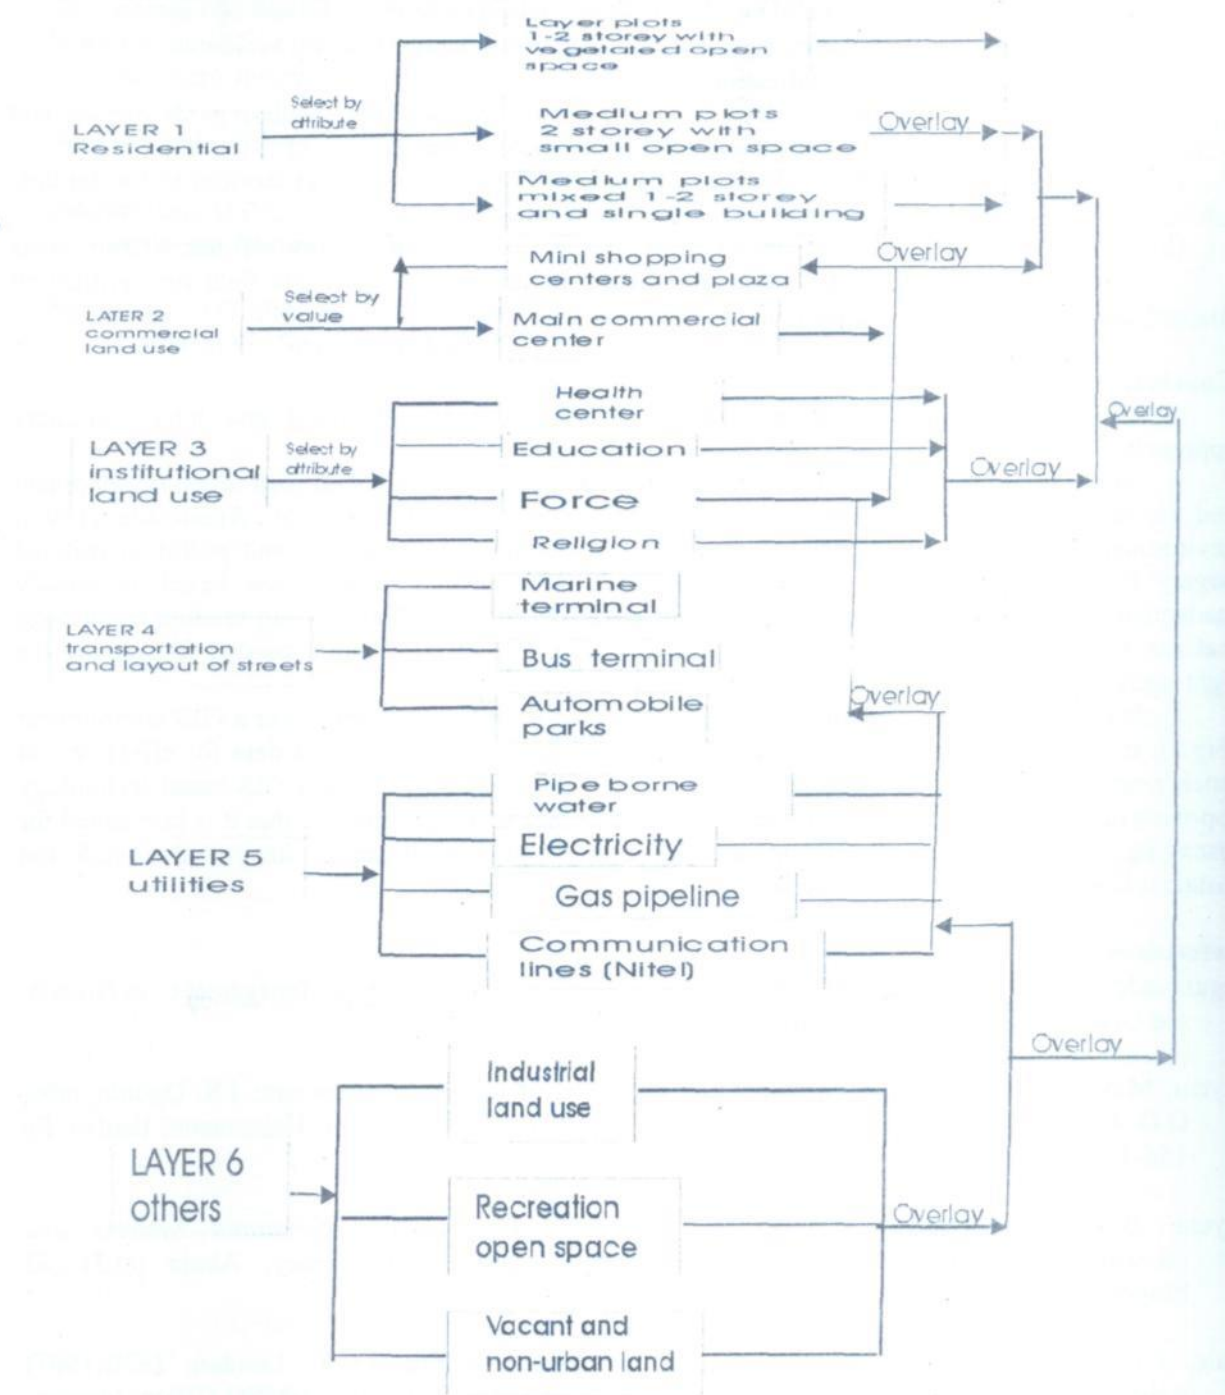 Layer plots
1-2 storey with
vegetated open
space
Select by
attribute
LAYER 1
Residential
Medium plots
2 storey with
small open space
Overlay
Medium plots
mixed 1-2 storey
and single building
Mini shopping
centers and plaza
Overlay
Select by
value
LATER 2
commercial
land use
Main commercial
center
Health
center
Overlay
LAYER 3
institutional
land use
Select by
attribute
Education
Overlay
Force
Religion
Marine
terminal
LAYER 4
transportation
and layout of streets
Bus terminal
Automobile
parks
Overlay
Pipe borne
water
Electricity
LAYER 5
utilities
Gas pipeline
Communication
lines (Nitel)
Overlay
Industrial
land use
LAYER 6
others
Recreation
open space
Overlay
Vacant and
non-urban land